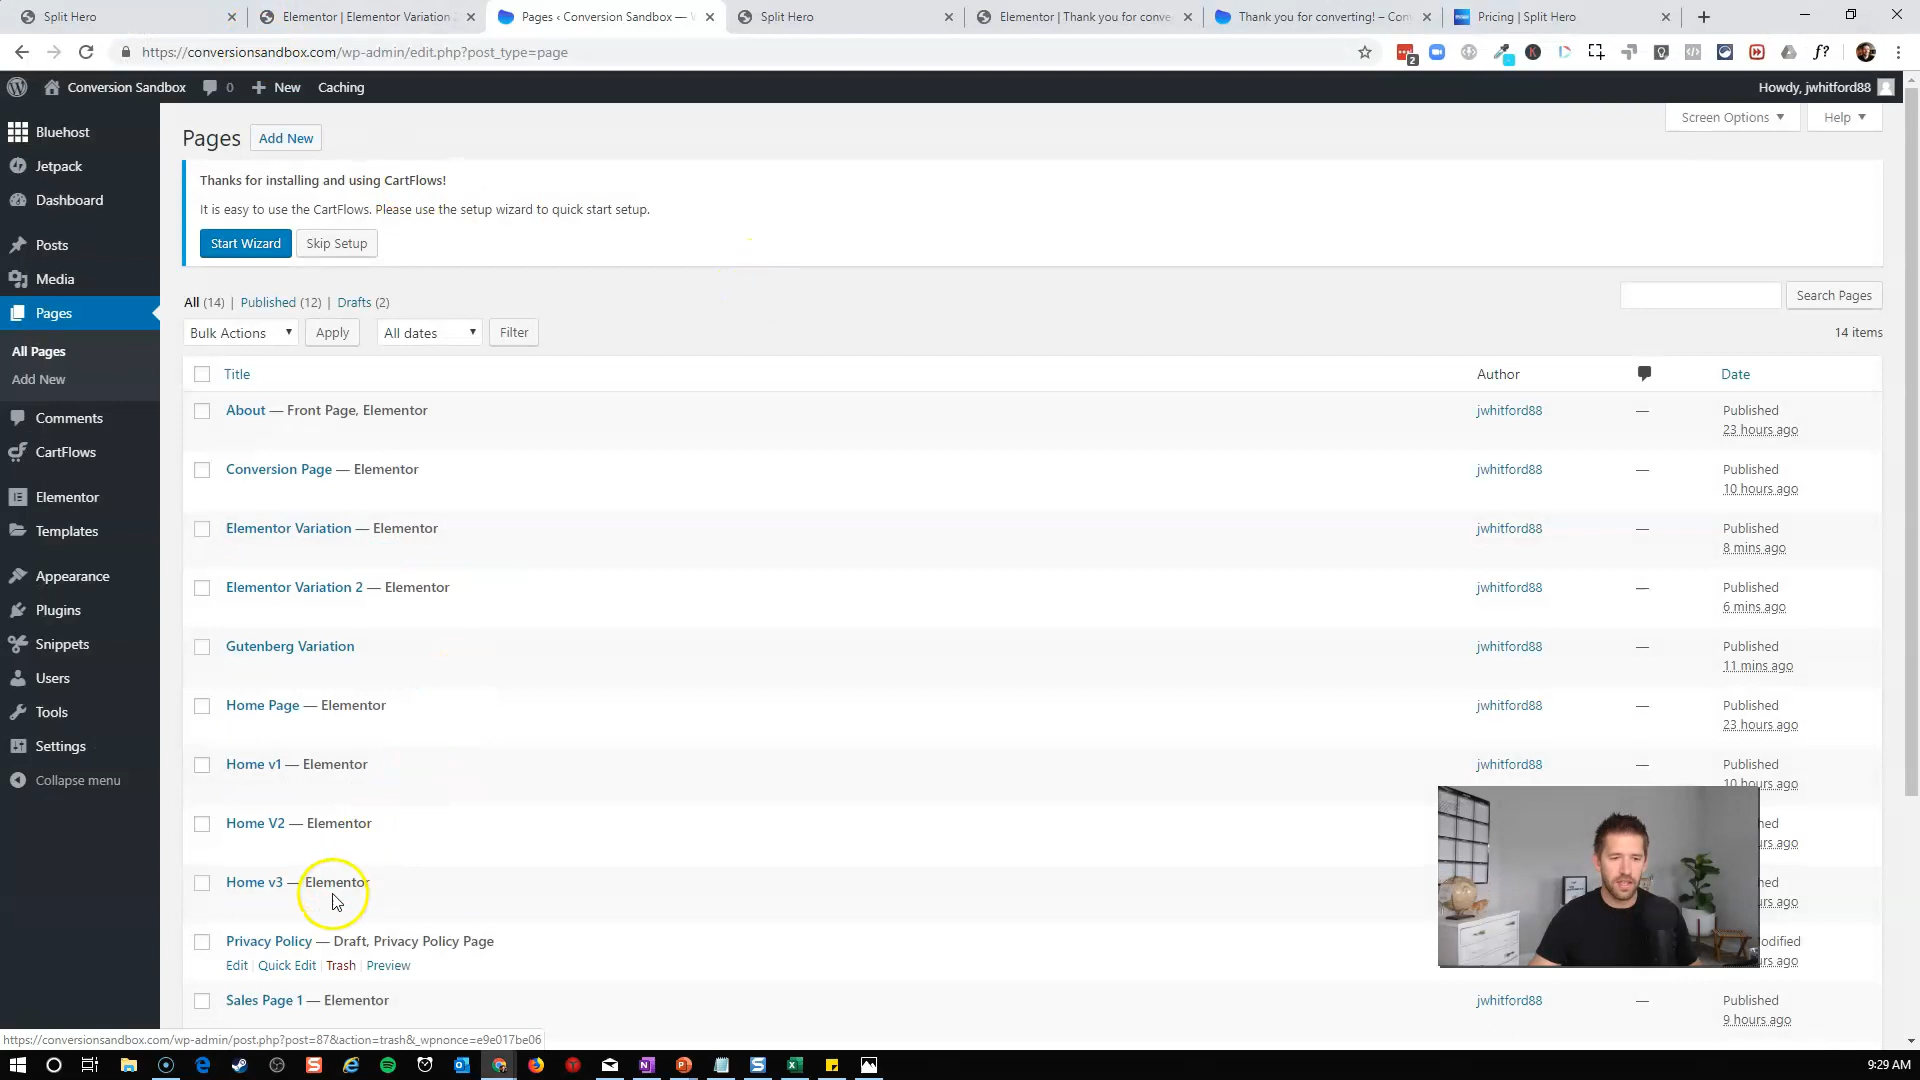 Split Hero
Elementor | Elementor Variation
Pages ‹ Conversion Sandbox — W
Split Hero
Elementor | Thank you for conve
Thank you for converting! – Con
Pricing | Split Hero
https://conversionsandbox.com/wp-admin/edit.php?post_type=page
2
f?
Conversion Sandbox
0
New
Caching
Howdy, jwhitford88
Bluehost
Jetpack
Dashboard
Posts
Media
Pages
All Pages
Add New
Comments
CartFlows
Elementor
Templates
Appearance
Plugins
Snippets
Users
Tools
Settings
Collapse menu
Screen Options
Help
Pages
Add New
Thanks for installing and using CartFlows!
It is easy to use the CartFlows. Please use the setup wizard to quick start setup.
Start Wizard
Skip Setup
All (14) | Published (12) | Drafts (2)
Search Pages
Bulk Actions
Apply
All dates
Filter
14 items
Title
Author
Date
About — Front Page, Elementor
jwhitford88
—
Published
23 hours ago
Conversion Page — Elementor
jwhitford88
—
Published
10 hours ago
Elementor Variation — Elementor
jwhitford88
—
Published
8 mins ago
Elementor Variation 2 — Elementor
jwhitford88
—
Published
6 mins ago
Gutenberg Variation
jwhitford88
—
Published
11 mins ago
Home Page — Elementor
jwhitford88
—
Published
23 hours ago
Home v1 — Elementor
jwhitford88
—
Published
10 hours ago
Home V2 — Elementor
Home v3 — Elementor
Privacy Policy — Draft, Privacy Policy Page
Edit | Quick Edit | Trash | Preview
Sales Page 1 — Elementor
jwhitford88
—
Published
9 hours ago
https://conversionsandbox.com/wp-admin/post.php?post=87&action=trash&_wpnonce=e9e017be06
9:29 AM